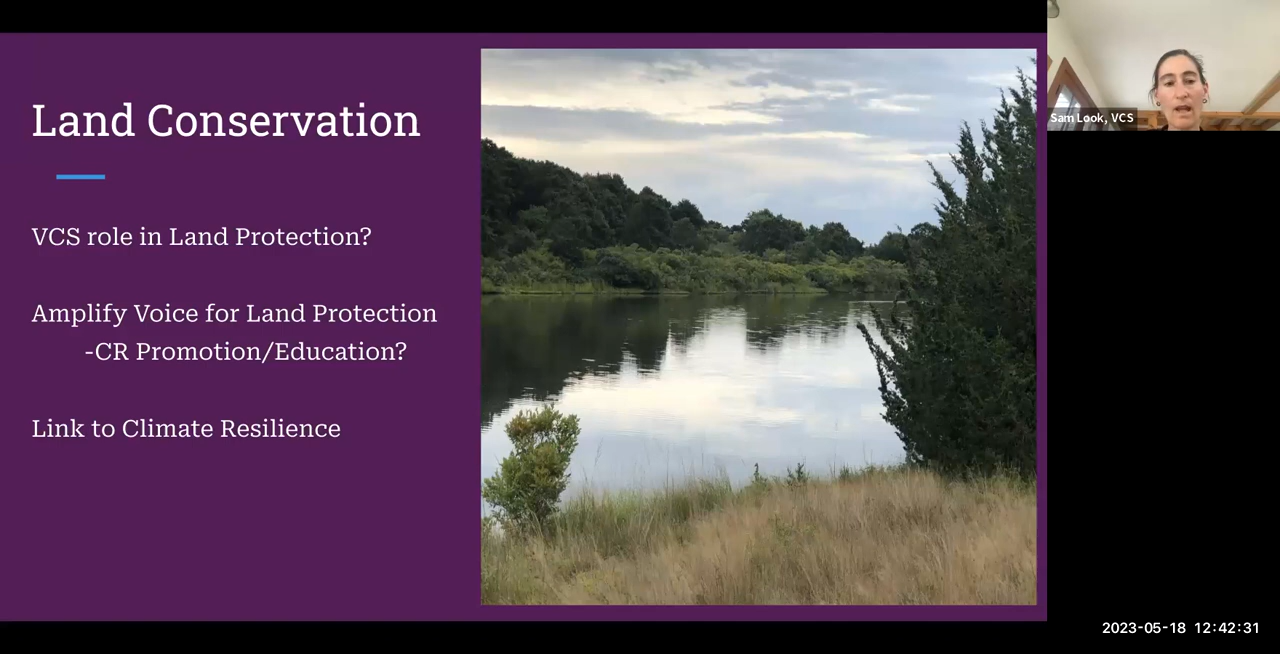 Land Conservation
VCS role in Land Protection?
Amplify Voice for Land Protection
-CR Promotion/Education?
Link to Climate Resilience
Sam Look, VCS
2023-05-18 12:42:31